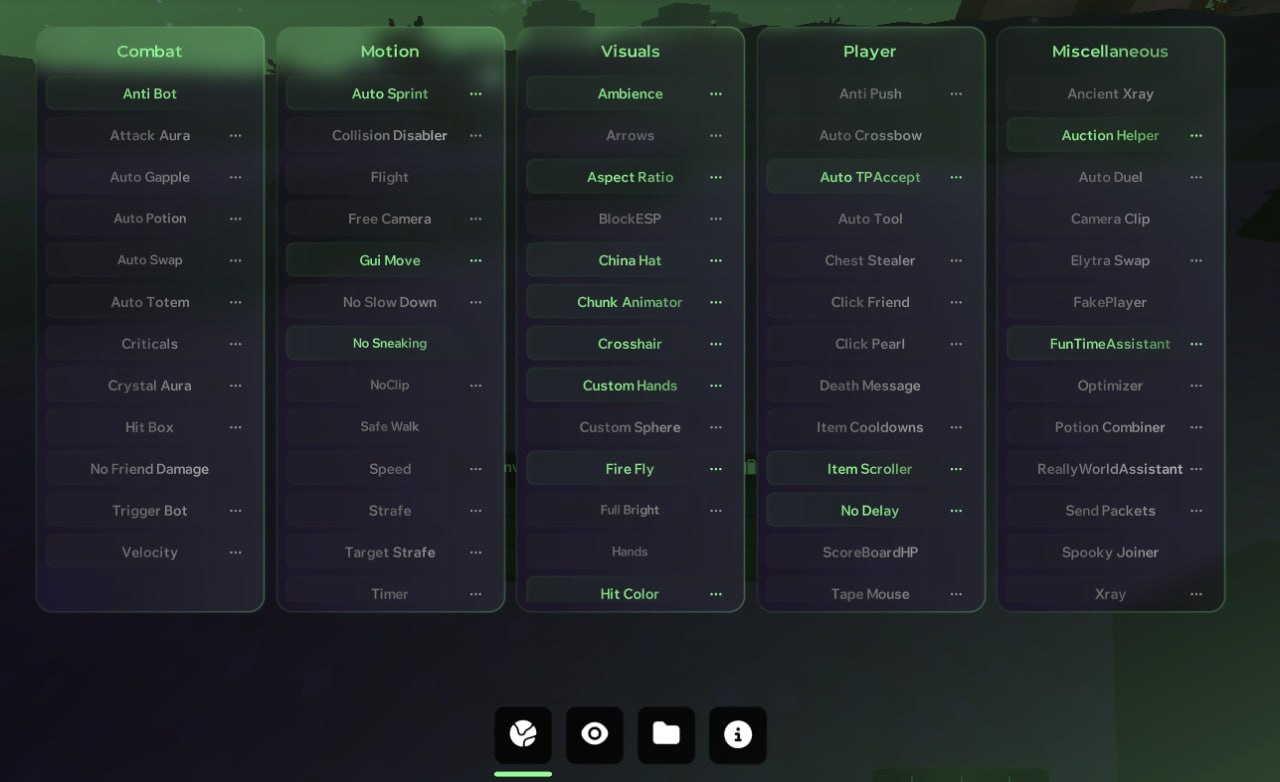 Combat
Anti Bot
Attack Aura
Auto Gapple
Auto Potion
Auto Swap
Auto Totem
Criticals
Crystal Aura
Hit Box
No Friend Damage
Trigger Bot
Velocity
Motion
Auto Sprint
Collision Disabler
Flight
Free Camera
Gui Move
No Slow Down
No Sneaking
NoClip
Safe Walk
Speed
Strafe
Target Strafe
Timer
Visuals
Ambience
Arrows
Aspect Ratio
BlockESP
China Hat
Chunk Animator
Crosshair
Custom Hands
Custom Sphere
Fire Fly
Full Bright
Hands
Hit Color
Player
Anti Push
Auto Crossbow
Auto TPAccept
Auto Tool
Chest Stealer
Click Friend
Click Pearl
Death Message
Item Cooldowns
Item Scroller
No Delay
ScoreBoardHP
Tape Mouse
Miscellaneous
Ancient Xray
Auction Helper
Auto Duel
Camera Clip
Elytra Swap
FakePlayer
FunTimeAssistant
Optimizer
Potion Combiner
ReallyWorldAssistant
Send Packets
Spooky Joiner
Xray